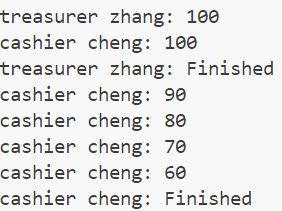 treasurer zhang: 100
cashier cheng: 100
treasurer zhang: Finished
cashier cheng: 90
cashier cheng: 80
cashier cheng: 70
cashier cheng: 60
cashier cheng: Finished